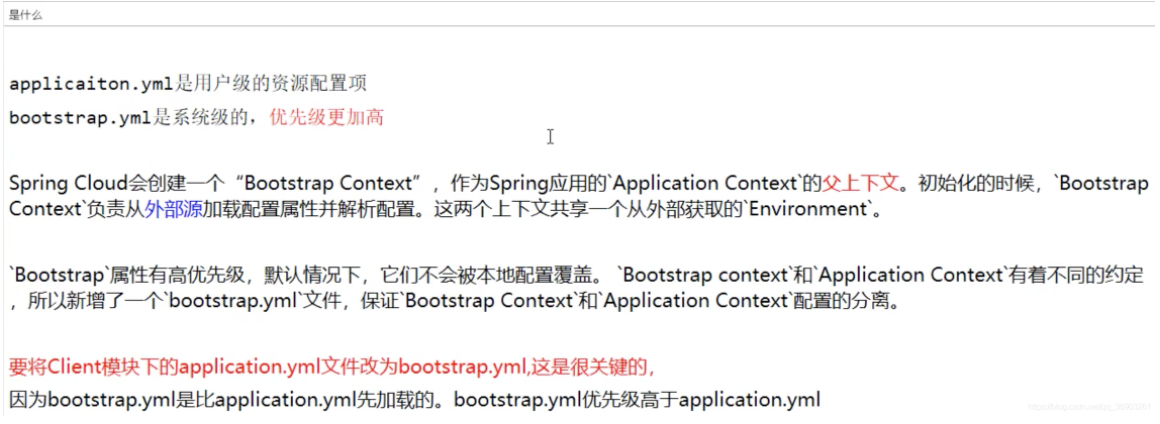 是什么
applicaiton.yml是用户级的资源配置项
bootstrap.yml是系统级的，优先级更加高
Spring Cloud会创建一个“Bootstrap Context”，作为Spring应用的`Application Context`的父上下文。初始化的时候，`Bootstrap
Context`负责从外部源加载配置属性并解析配置。这两个上下文共享一个从外部获取的`Environment`。
`Bootstrap`属性有高优先级，默认情况下，它们不会被本地配置覆盖。 `Bootstrap context`和`Application Context`有着不同的约定
，所以新增了一个`bootstrap.yml`文件，保证`Bootstrap Context`和`Application Context`配置的分离。
要将Client模块下的application.yml文件改为bootstrap.yml,这是很关键的，
因为bootstrap.yml是比application.yml先加载的。bootstrap.yml优先级高于application.yml